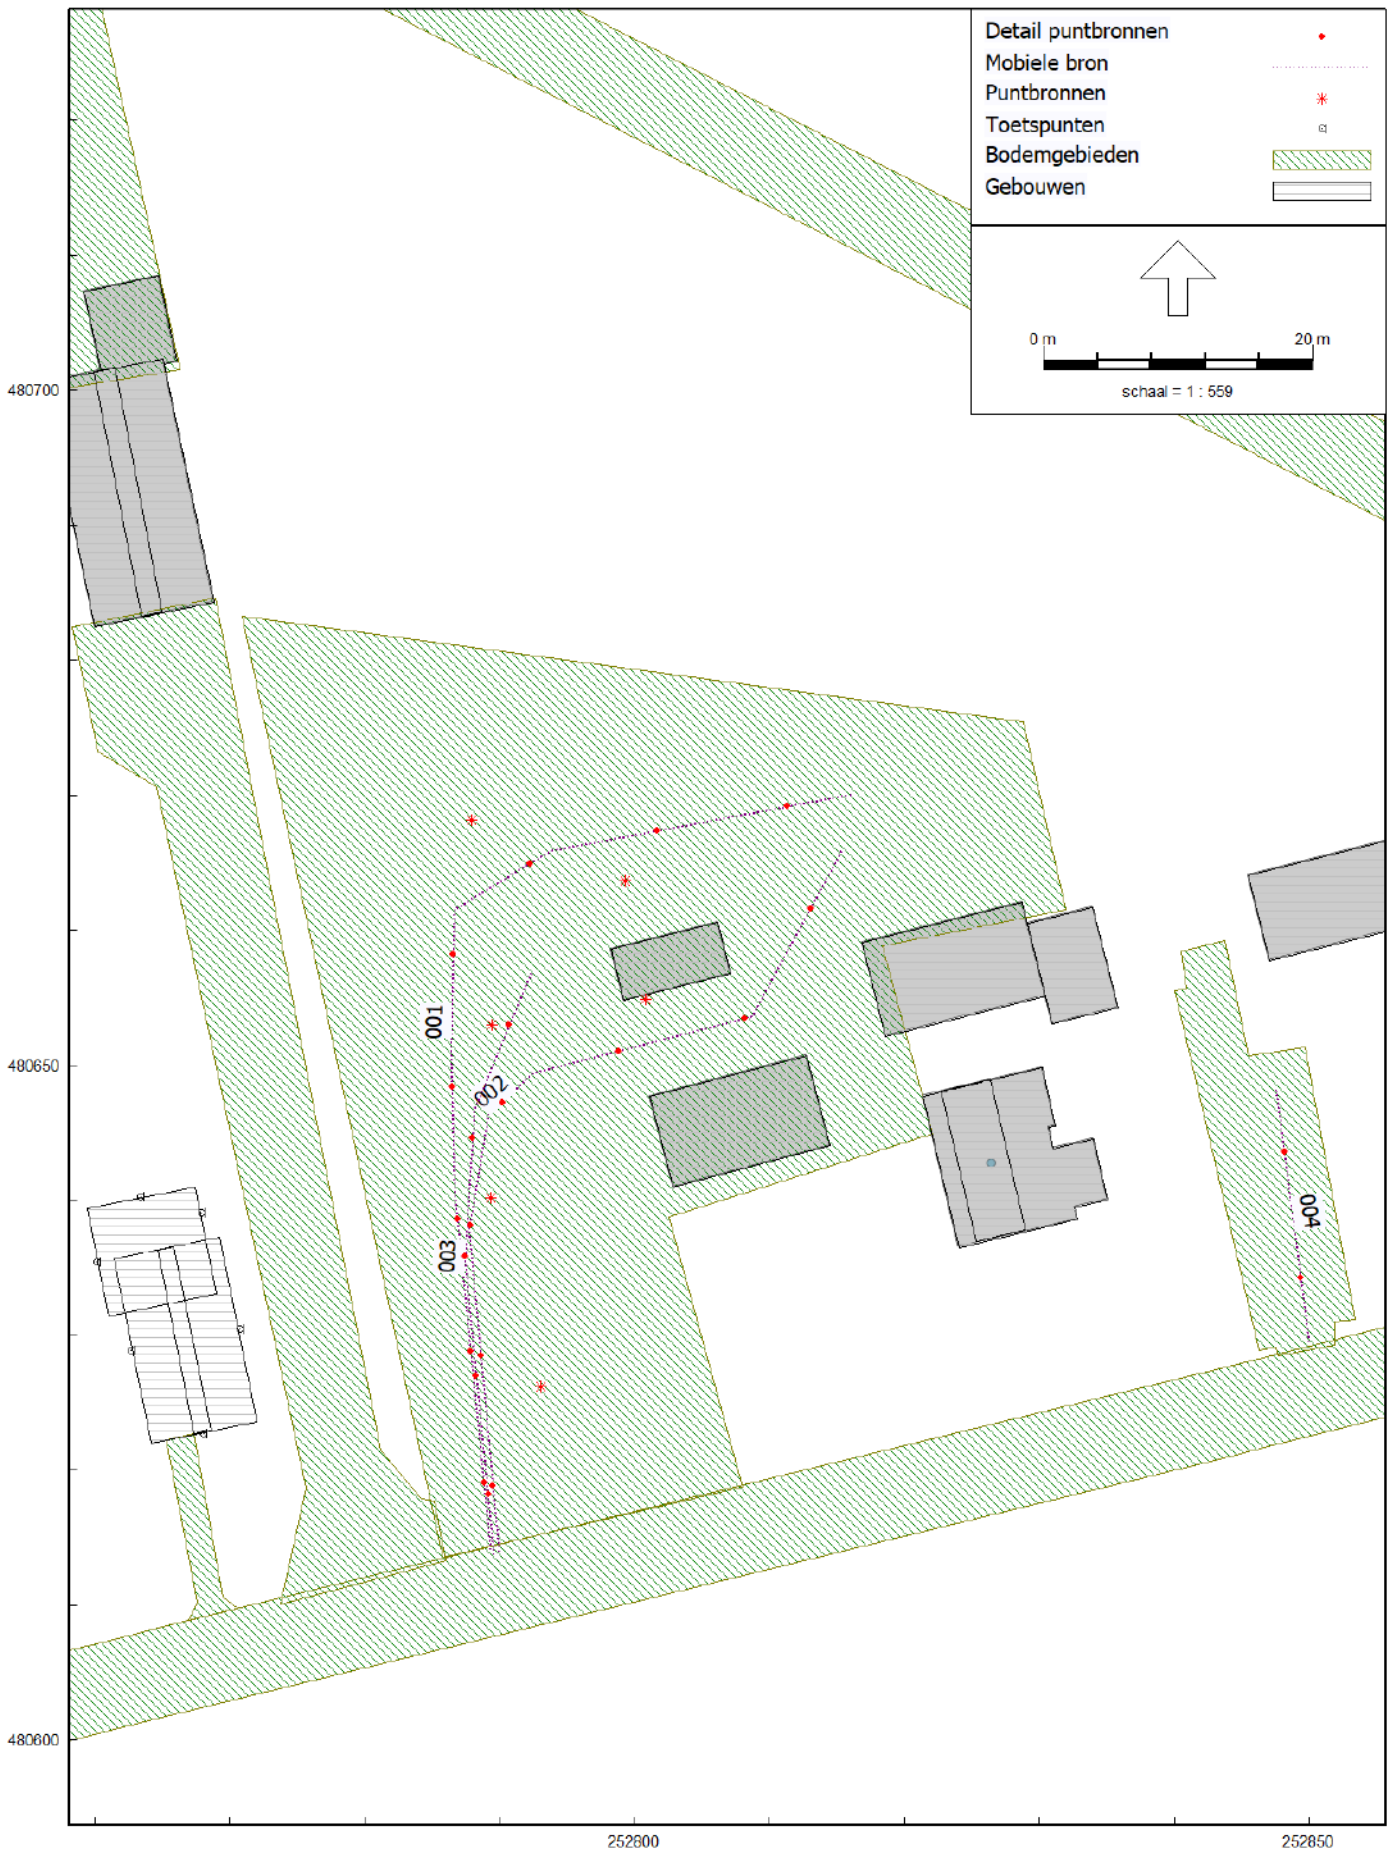 Detail puntbronnen
Mobiele bron
Puntbronnen
Toetspunten
Bodemgebieden
Gebouwen
0 m 20 m
schaal = 1 : 559
480700
001
480650
002
004
003
480600
252800 252850